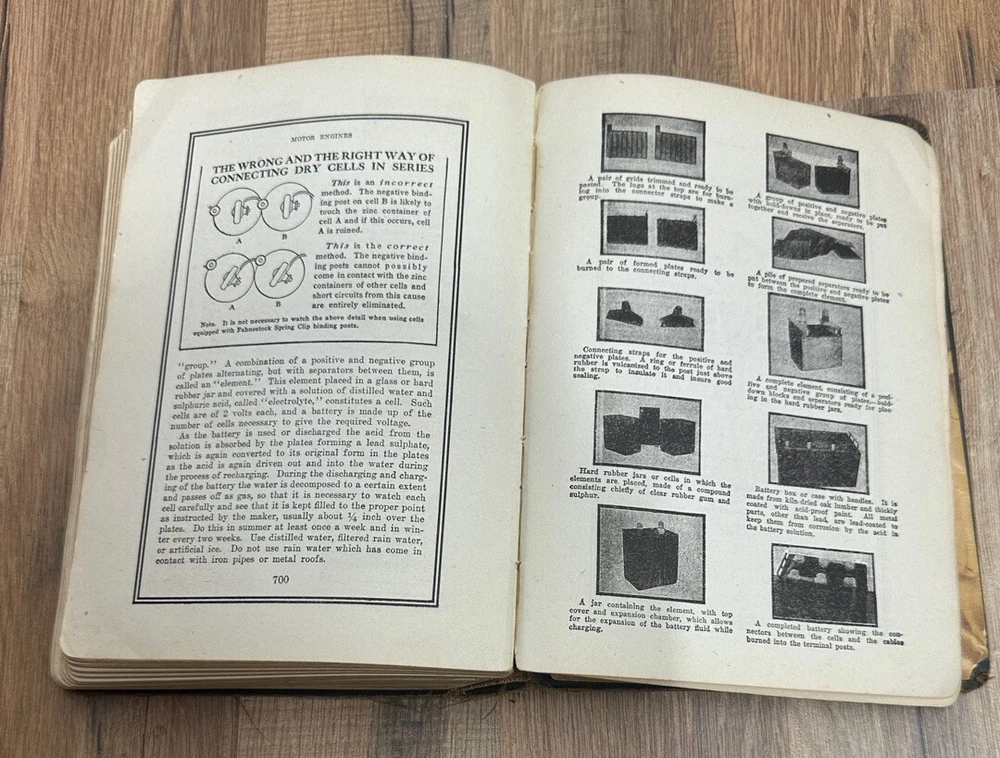 MOTOR ENGINES
THE WRONG AND THE RIGHT WAY OF
CONNECTING DRY CELLS IN SERIES
This is an incorrect
method. The negative bind-
ing post on cell B is likely to
touch the zinc container of
cell A and if this occurs, cell
A is ruined.
A B
This is the correct
method. The negative bind-
ing posts cannot possibly
come in contact with the zinc
containers of other cells and
short circuits from this cause
are entirely eliminated.
A B
Note. It is not necessary to watch the above detail when using cells
equipped with Fahnestock Spring Clip binding posts.
"group." A combination of a positive and negative group
of plates alternating, but with separators between them, is
called an "element." This element placed in a glass or hard
rubber jar and covered with a solution of distilled water and
sulphuric acid, called "electrolyte," constitutes a cell. Such
cells are of 2 volts each, and a battery is made up of the
number of cells necessary to give the required voltage.
As the battery is used or discharged the acid from the
solution is absorbed by the plates forming a lead sulphate,
which is again converted to its original form in the plates
as the acid is again driven out and into the water during
the process of recharging. During the discharging and charg-
ing of the battery the water is decomposed to a certain extent
and passes off as gas, so that it is necessary to watch each
cell carefully and see that it is kept filled to the proper point
as instructed by the maker, usually about ¼ inch over the
plates. Do this in summer at least once a week and in win-
ter every two weeks. Use distilled water, filtered rain water,
or artificial ice. Do not use rain water which has come in
contact with iron pipes or metal roofs.
700
A pair of grids trimmed and ready to be
pasted. The lugs at the top are for burn-
ing into the connector straps to make a
group.
A pair of formed plates ready to be
burned to the connecting straps.
Connecting straps for the positive and
negative plates. A ring or ferrule of hard
rubber is vulcanized to the post just above
the strap to insulate it and insure good
sealing.
Hard rubber jars or cells in which the
elements are placed, made of a compound
consisting chiefly of clear rubber gum and
sulphur.
A jar containing the element, with top
cover and expansion chamber, which allows
for the expansion of the battery fluid while
charging.
A group of positive and negative plates
with hold-downs in place, ready to be put
together and receive the separators.
A pile of prepared separators ready to be
put between the positive and negative plates
to form the complete element.
A complete element, consisting of a posi-
tive and negative group of plates, hold-
down blocks and separators ready for plac-
ing in the hard rubber jars.
Battery box or case with handles. It is
made from kiln-dried oak lumber and thickly
coated with acid-proof paint. All metal
parts, other than lead, are lead-coated to
keep them from corrosion by the acid in
the battery solution.
A completed battery showing the con-
nectors between the cells and the cables
burned into the terminal posts.